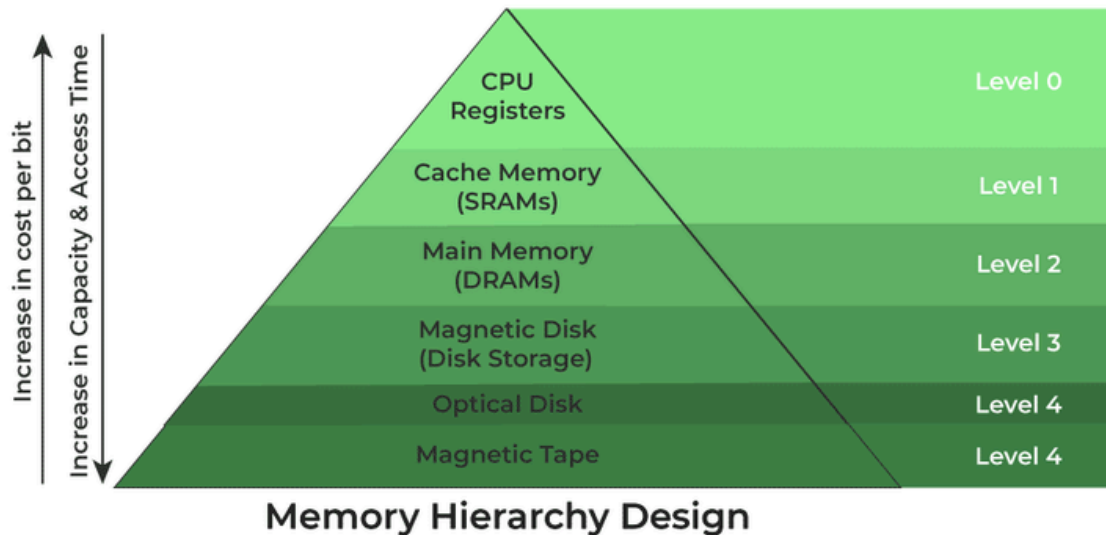 Increase in cost per bit
Increase in Capacity & Access Time
CPU
Registers
Level 0
Cache Memory
(SRAMs)
Level 1
Main Memory
(DRAMs)
Level 2
Magnetic Disk
(Disk Storage)
Level 3
Optical Disk
Level 4
Magnetic Tape
Level 4
Memory Hierarchy Design